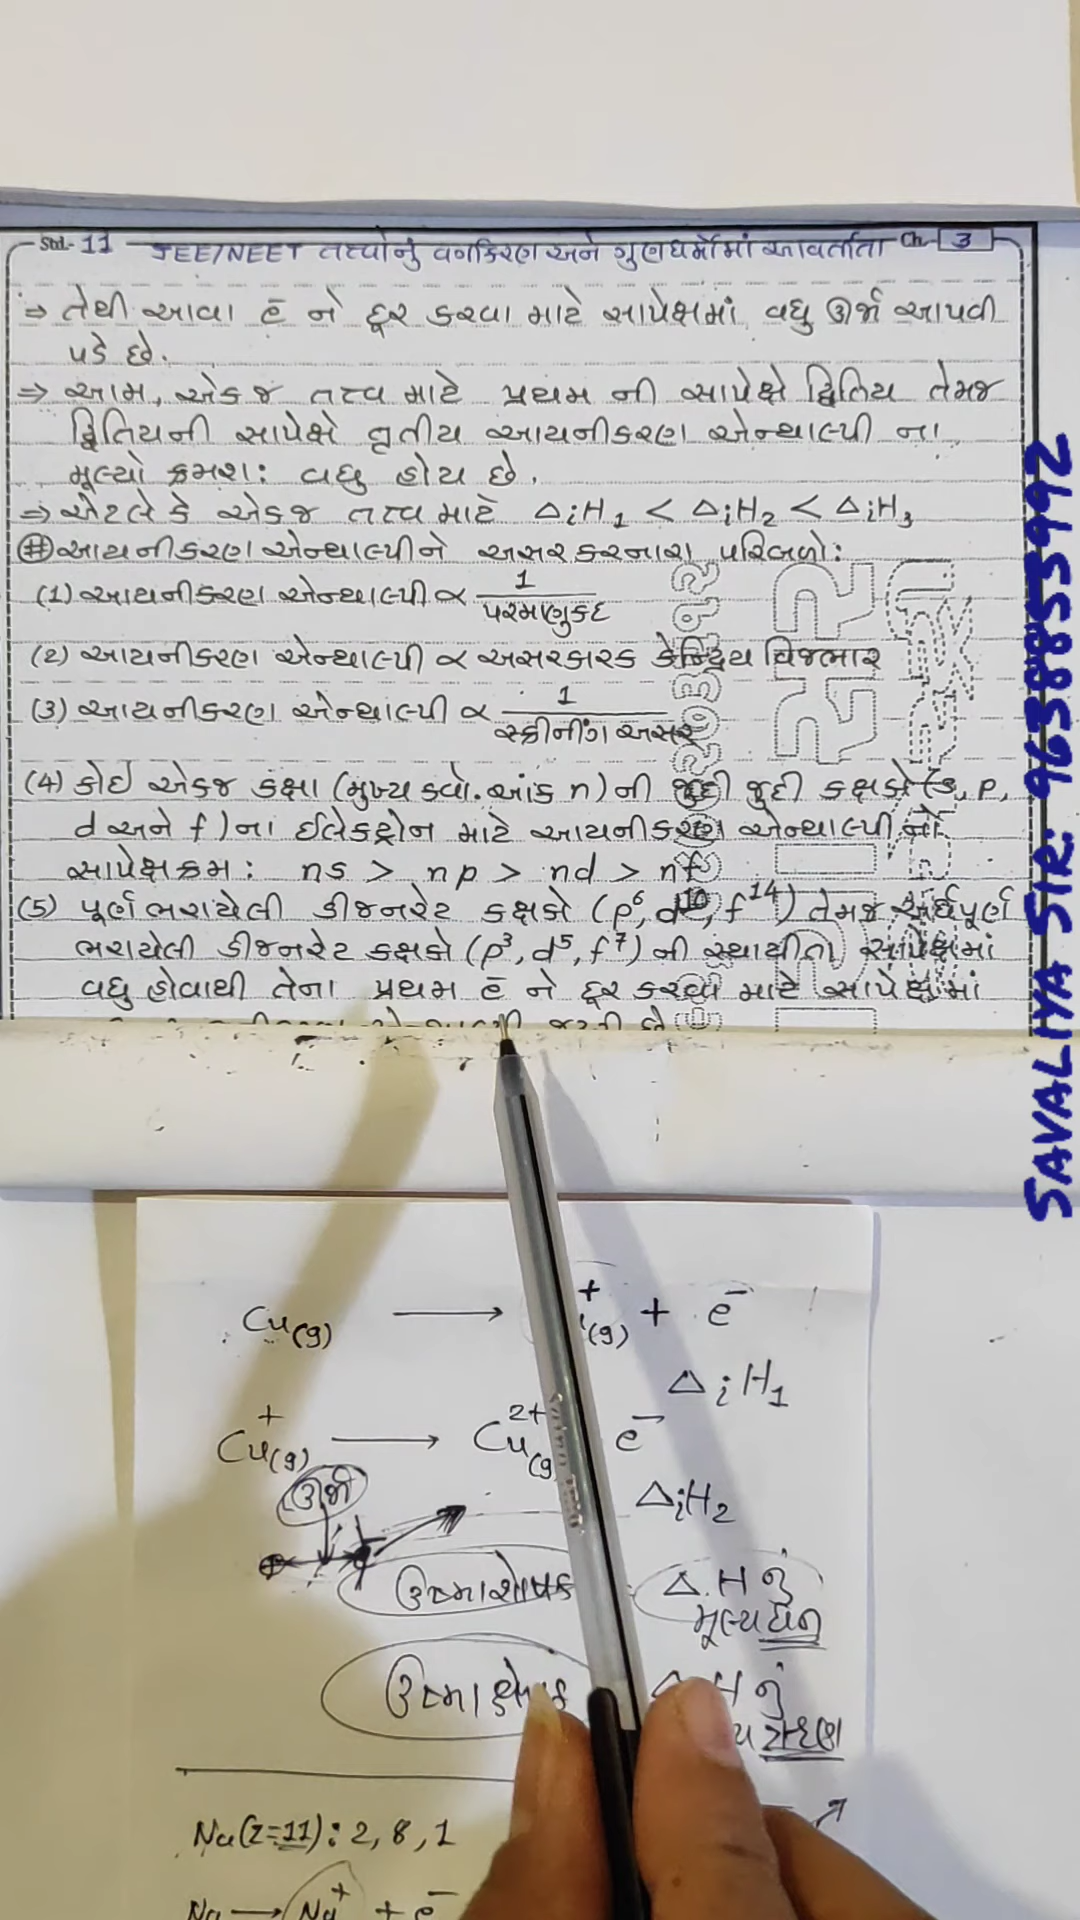 Std.- 11 JEE/NEET તત્ત્વોનું વર્ગીકરણ અને ગુણધર્મોમાં આવર્તતા Ch.- 3
⇒ તેથી આવા ē ને દૂર કરવા માટે સાપેક્ષમાં વધુ ઊર્જા આપવી
પડે છે.
⇒ આમ, એકજ તત્ત્વ માટે પ્રથમ ની સાપેક્ષે દ્વિતિય તેમજ
દ્વિતિયની સાપેક્ષે તૃતીય આયનીકરણ એન્થાલ્પી ના
મૂલ્યો ક્રમશ: વધુ હોય છે.
⇒ એટલે કે એકજ તત્ત્વ માટે ΔiH1 < ΔiH2 < ΔiH3
# આયનીકરણ એન્થાલ્પીને અસર કરનારા પરિબળો:
(1) આયનીકરણ એન્થાલ્પી ∝ 1/પરમાણુકદ
(2) આયનીકરણ એન્થાલ્પી ∝ અસરકારક કેન્દ્રિય વિજભાર
(3) આયનીકરણ એન્થાલ્પી ∝ 1/સ્ક્રીનીંગ અસર
(4) કોઇ એકજ કક્ષા (મુખ્ય ક્વો. આંક n) ની જુદી જુદી કક્ષકો (s, p,
d અને f) ના ઈલેક્ટ્રોન માટે આયનીકરણ એન્થાલ્પી નો
સાપેક્ષ ક્રમ: ns > np > nd > nf
(5) પૂર્ણ ભરાયેલી ડીજનરેટ કક્ષકો (p⁶, d¹⁰, f¹⁴) તેમજ અર્ધપૂર્ણ
ભરાયેલી ડીજનરેટ કક્ષકો (p³, d⁵, f⁷) ની સ્થાયીતા સાપેક્ષમાં
વધુ હોવાથી તેના પ્રથમ ē ને દૂર કરવા માટે સાપેક્ષમાં
SAVALIYA SIR: 9638855992
Cu(g) ⟶ + (g) + e⁻
ΔiH1
Cu⁺(g) ⟶ Cu²⁺(g e⁻
ઊર્જા
ΔiH2
ઉષ્માશોષક Δ.H નું
મૂલ્ય ધન
H નું
Na(z=11): 2, 8, 1
Na ⟶ Na⁺ + e⁻